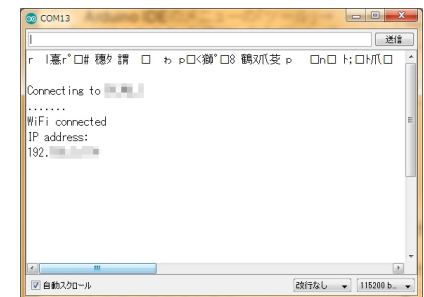 COM13
送信
Connecting to
.......
WiFi connected
IP address:
192.
自動スクロール
改行なし
115200 b...